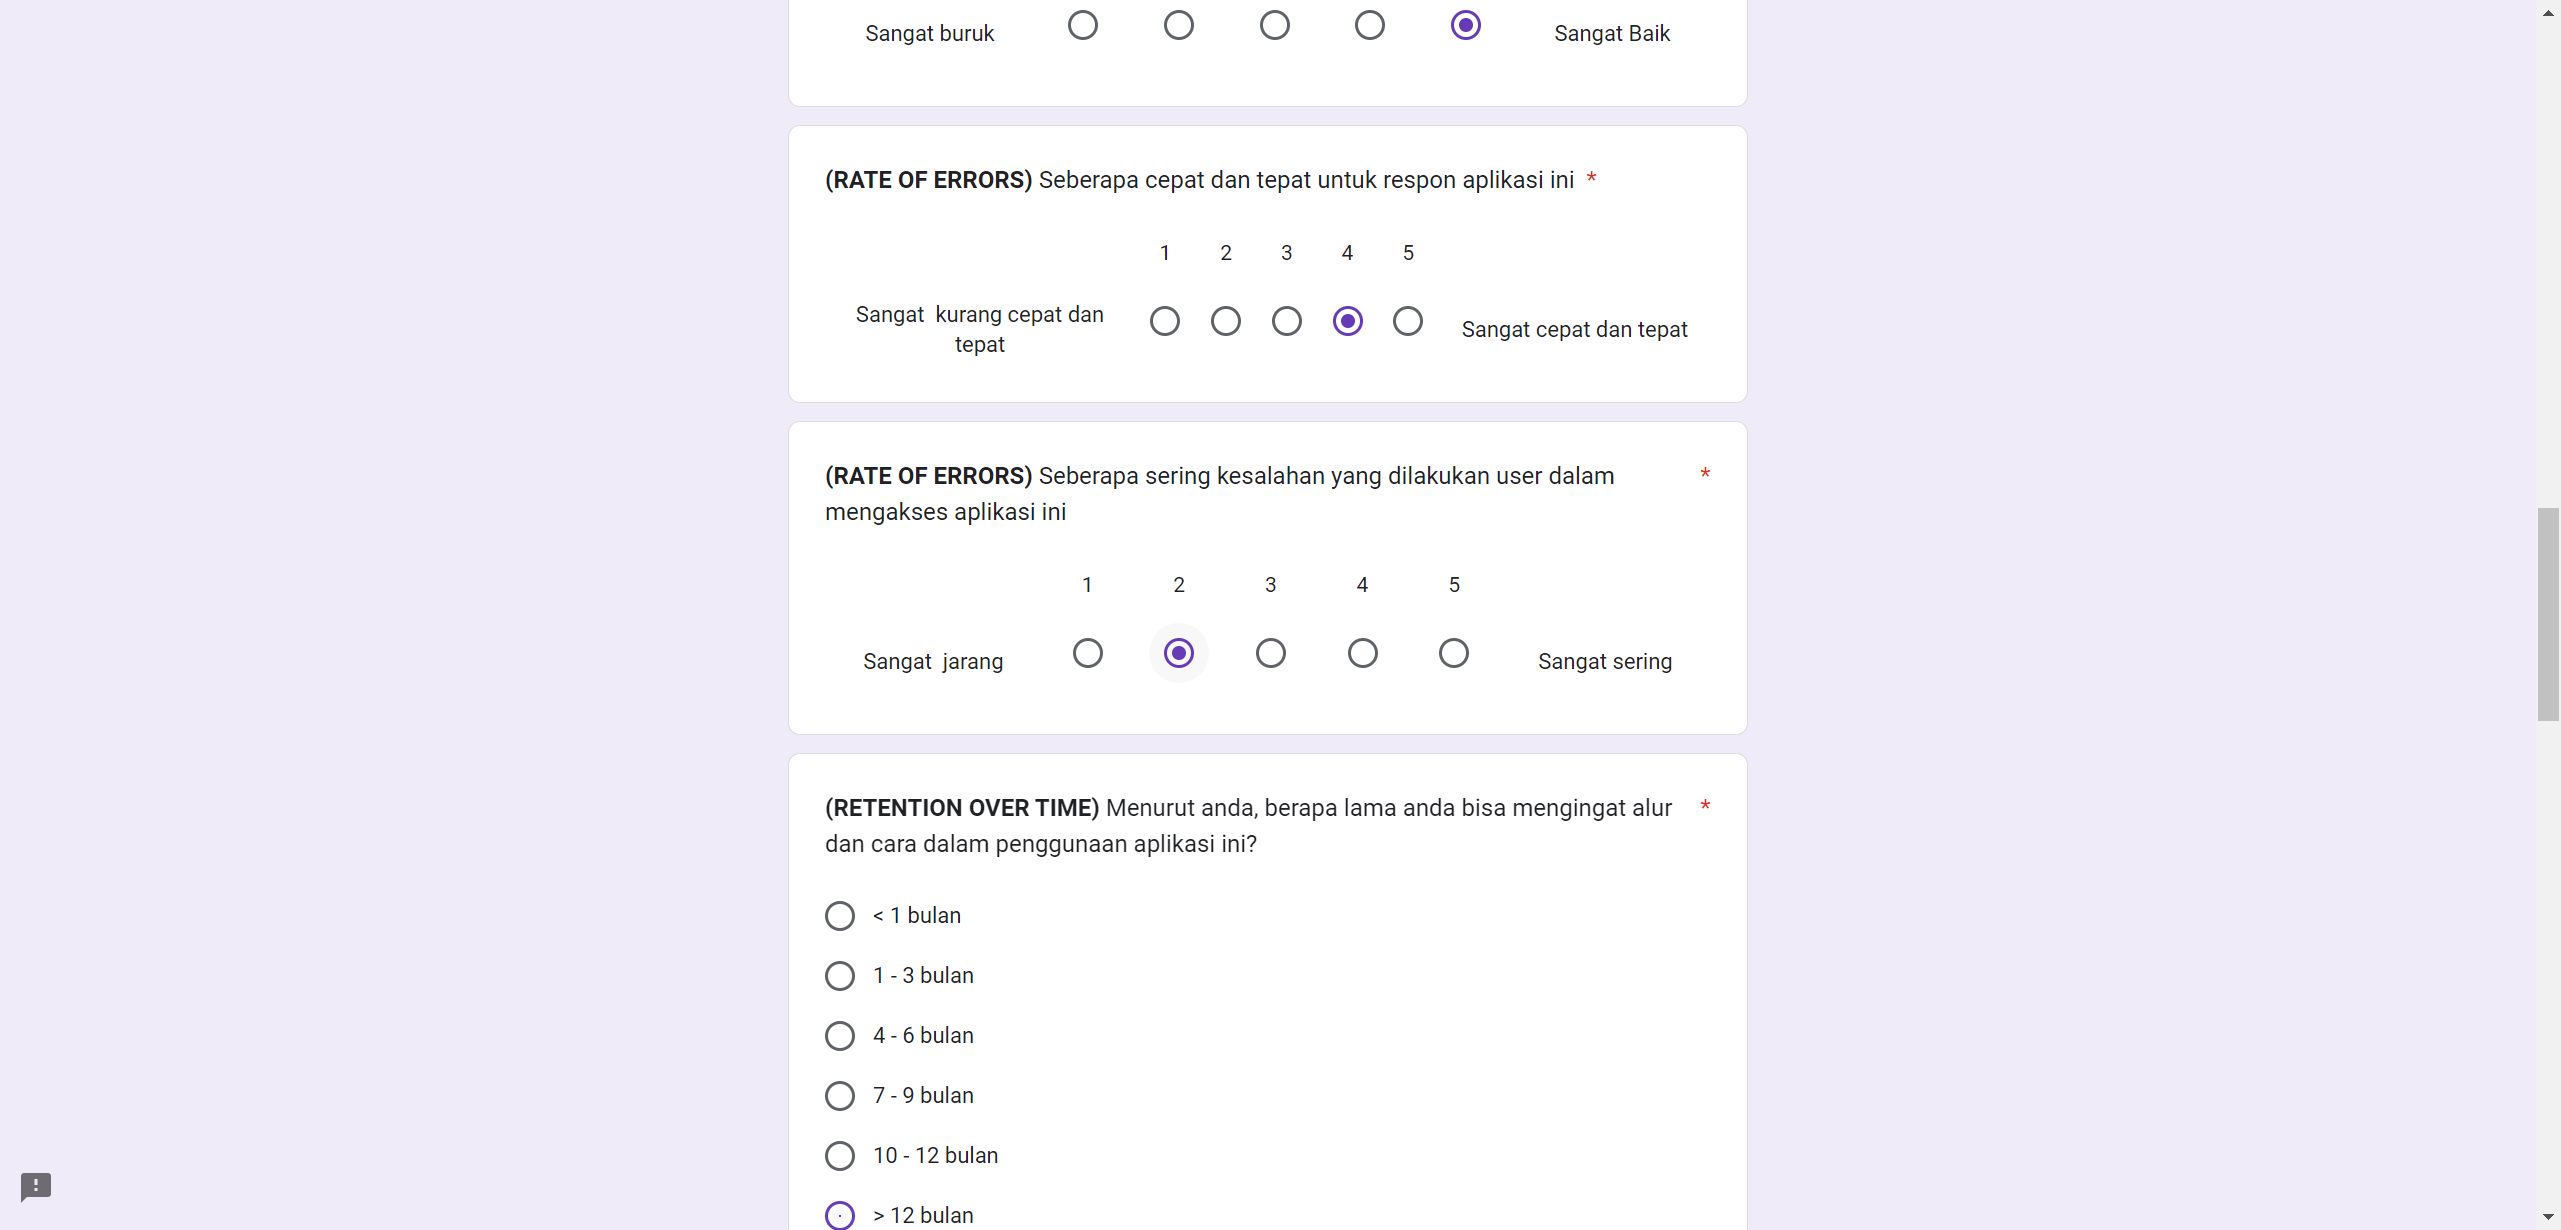 Sangat buruk Sangat Baik
(RATE OF ERRORS) Seberapa cepat dan tepat untuk respon aplikasi ini *
1 2 3 4 5
Sangat kurang cepat dan
tepat
Sangat cepat dan tepat
(RATE OF ERRORS) Seberapa sering kesalahan yang dilakukan user dalam *
mengakses aplikasi ini
1 2 3 4 5
Sangat jarang Sangat sering
(RETENTION OVER TIME) Menurut anda, berapa lama anda bisa mengingat alur *
dan cara dalam penggunaan aplikasi ini?
< 1 bulan
1 - 3 bulan
4 - 6 bulan
7 - 9 bulan
10 - 12 bulan
> 12 bulan